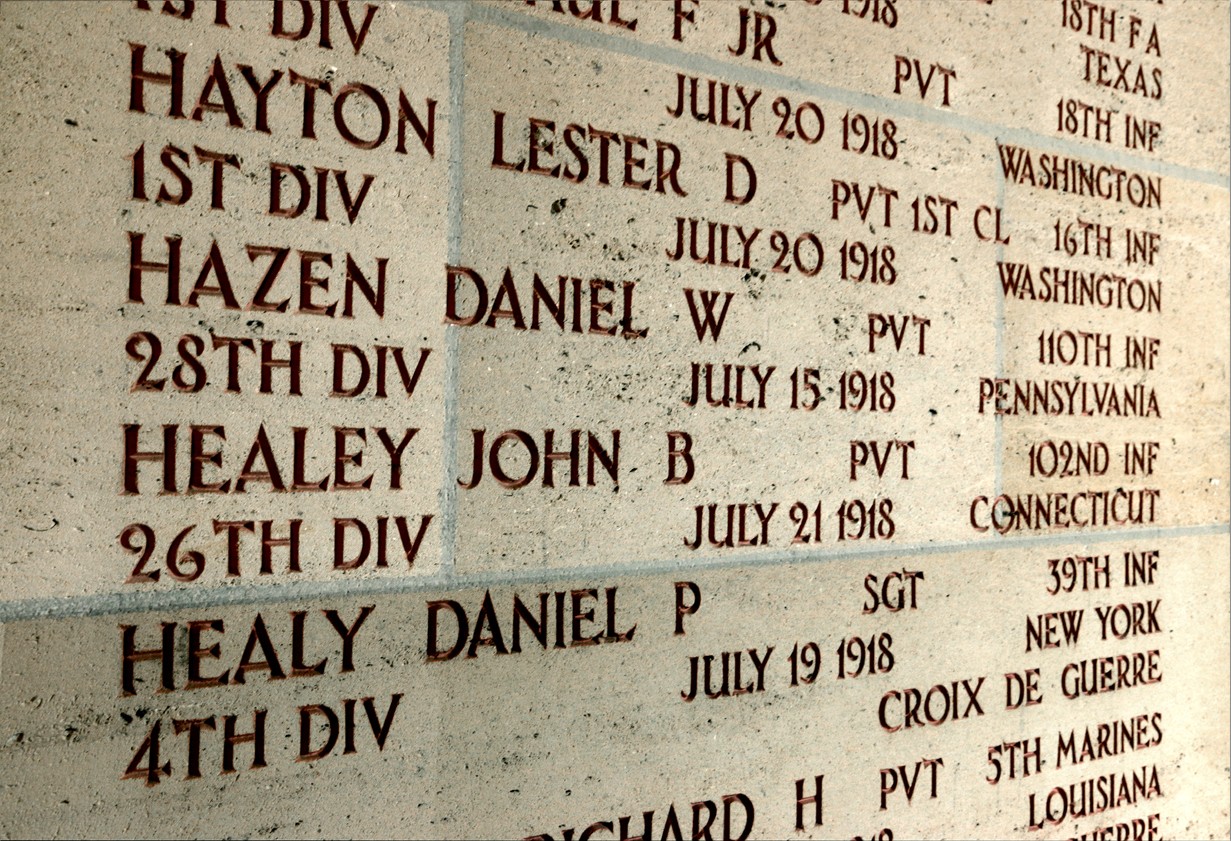 18TH FA
1918 TEXAS
F JR PVT 18TH INF
1ST DIV JULY 20 1918 WASHINGTON
HAYTON LESTER D PVT 1ST CL 16TH INF
1ST DIV JULY 20 1918 WASHINGTON
HAZEN DANIEL W PVT 110TH INF
28TH DIV JULY 15 1918 PENNSYLVANIA
HEALEY JOHN B PVT 102ND INF
26TH DIV JULY 21 1918 CONNECTICUT
HEALY DANIEL P SGT 39TH INF
4TH DIV JULY 19 1918 NEW YORK
CROIX DE GUERRE
RICHARD H PVT 5TH MARINES
LOUISIANA